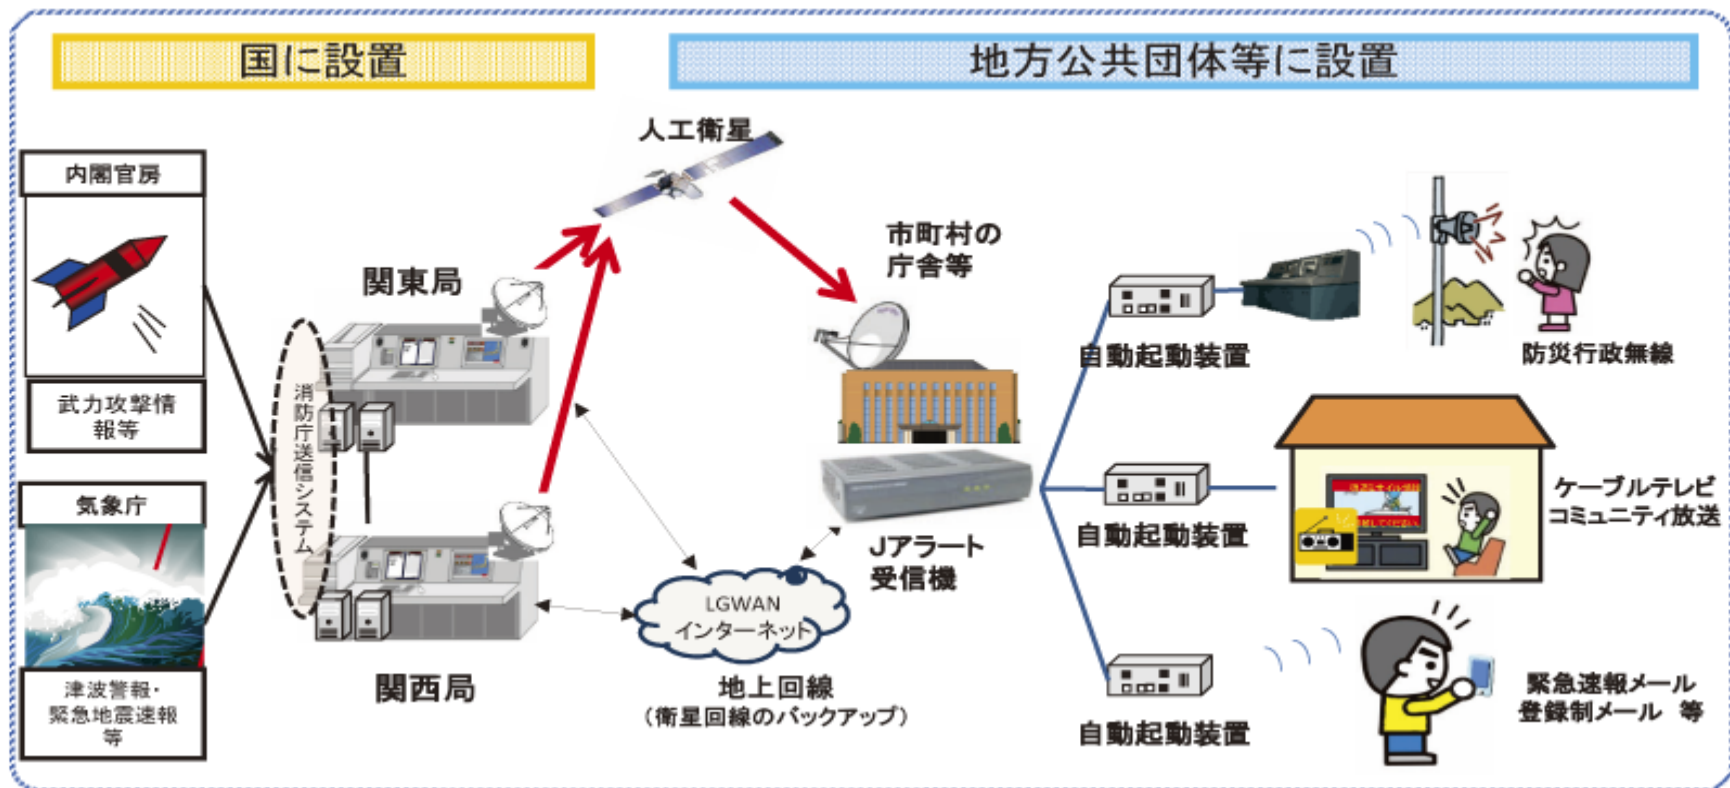 国に設置
地方公共団体等に設置
人工衛星
内閣官房
武力攻撃情
報等
気象庁
津波警報・
緊急地震速報
等
消防庁送信システム
関東局
関西局
市町村の
庁舎等
Jアラート
受信機
LGWAN
インターネット
地上回線
（衛星回線のバックアップ）
自動起動装置
防災行政無線
自動起動装置
ケーブルテレビ
コミュニティ放送
自動起動装置
緊急速報メール
登録制メール 等